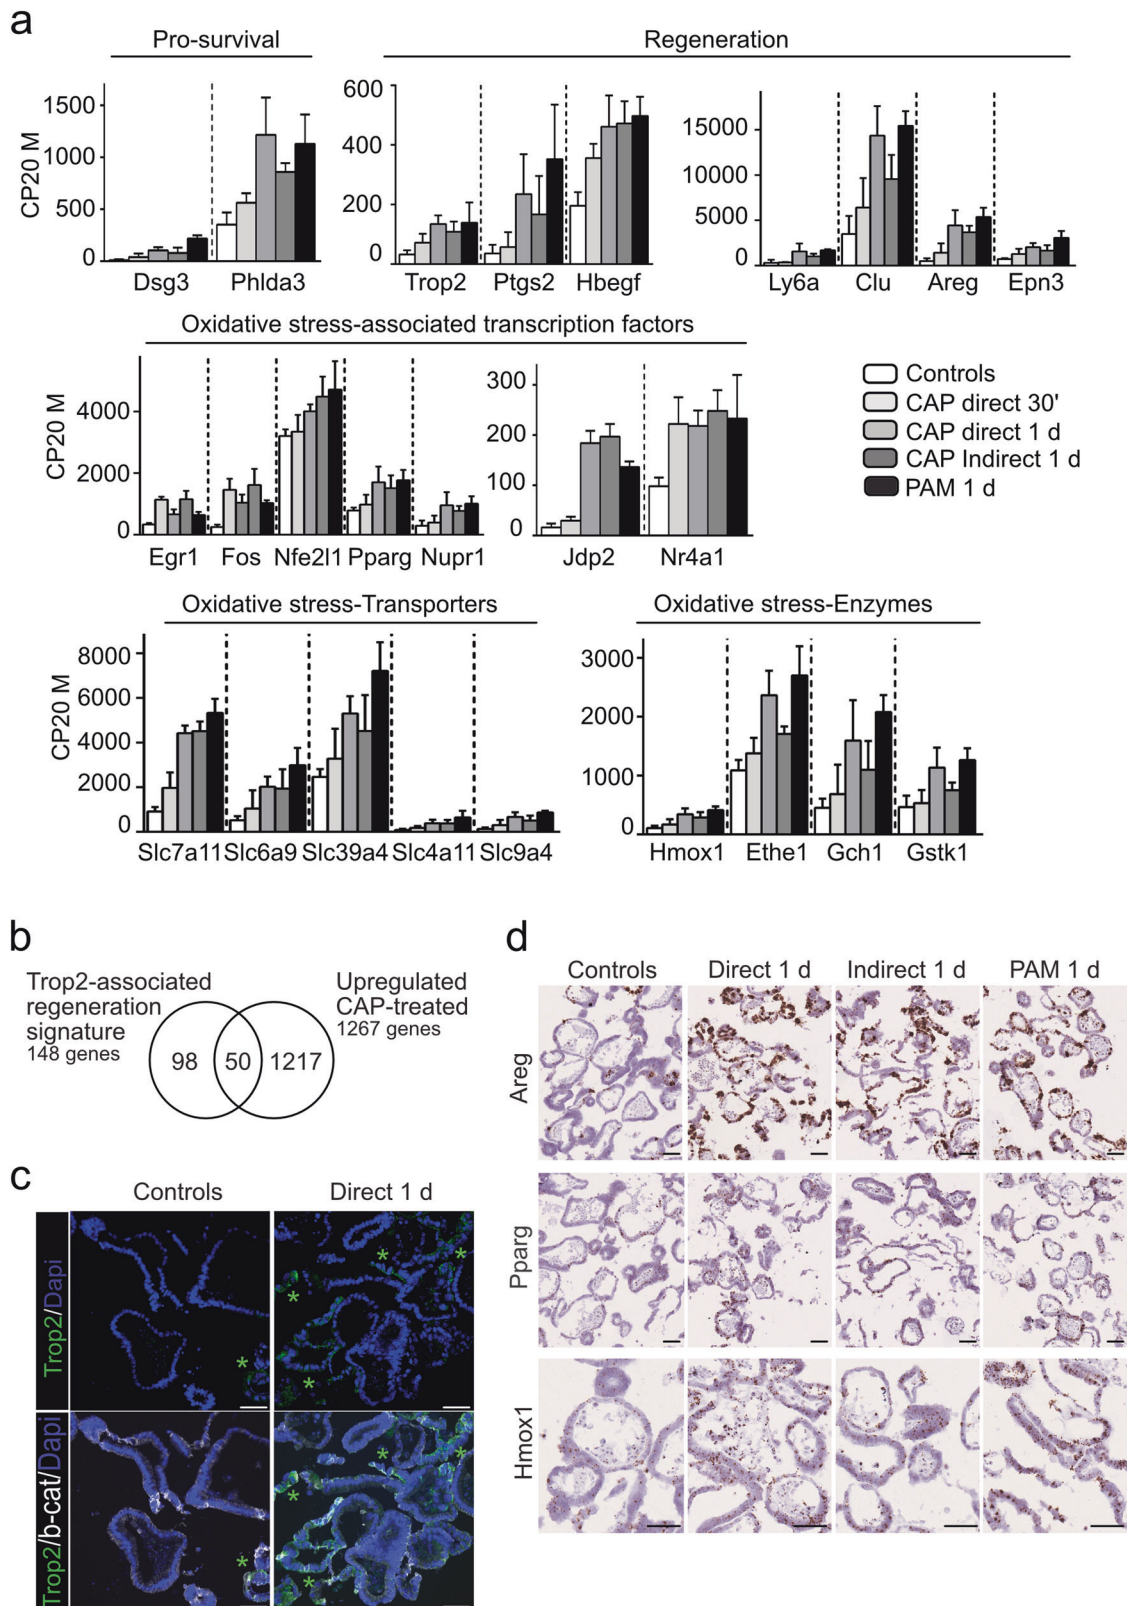 a
Pro-survival
Regeneration
CP20 M
1500
1000
500
0
Dsg3 Phlda3
600
400
200
0
Trop2 Ptgs2 Hbegf
15000
10000
5000
0
Ly6a Clu Areg Epn3
Oxidative stress-associated transcription factors
CP20 M
4000
2000
0
Egr1 Fos Nfe2l1 Pparg Nupr1
300
200
100
0
Jdp2 Nr4a1
Controls
CAP direct 30'
CAP direct 1 d
CAP Indirect 1 d
PAM 1 d
Oxidative stress-Transporters
CP20 M
8000
6000
4000
2000
0
Slc7a11 Slc6a9 Slc39a4 Slc4a11 Slc9a4
Oxidative stress-Enzymes
3000
2000
1000
0
Hmox1 Ethe1 Gch1 Gstk1
b
Trop2-associated
regeneration
signature
148 genes
Upregulated
CAP-treated
1267 genes
98 50 1217
c
Controls Direct 1 d
Trop2/Dapi
* * * * *
Trop2/b-cat/Dapi
* * * * *
d
Controls Direct 1 d Indirect 1 d PAM 1 d
Areg
Pparg
Hmox1